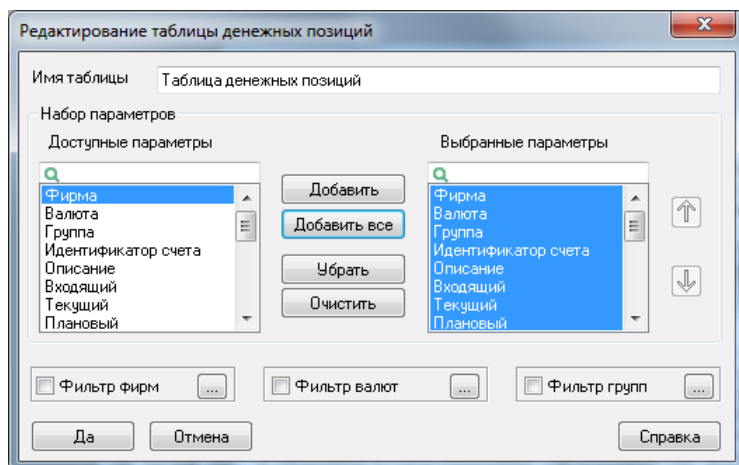 Редактирование таблицы денежных позиций
Имя таблицы
Таблица денежных позиций
Набор параметров
Доступные параметры
Фирма
Валюта
Группа
Идентификатор счета
Описание
Входящий
Текущий
Плановый
Добавить
Добавить все
Убрать
Очистить
Выбранные параметры
Фирма
Валюта
Группа
Идентификатор счета
Описание
Входящий
Текущий
Плановый
Фильтр фирм ...
Фильтр валют ...
Фильтр групп ...
Да
Отмена
Справка